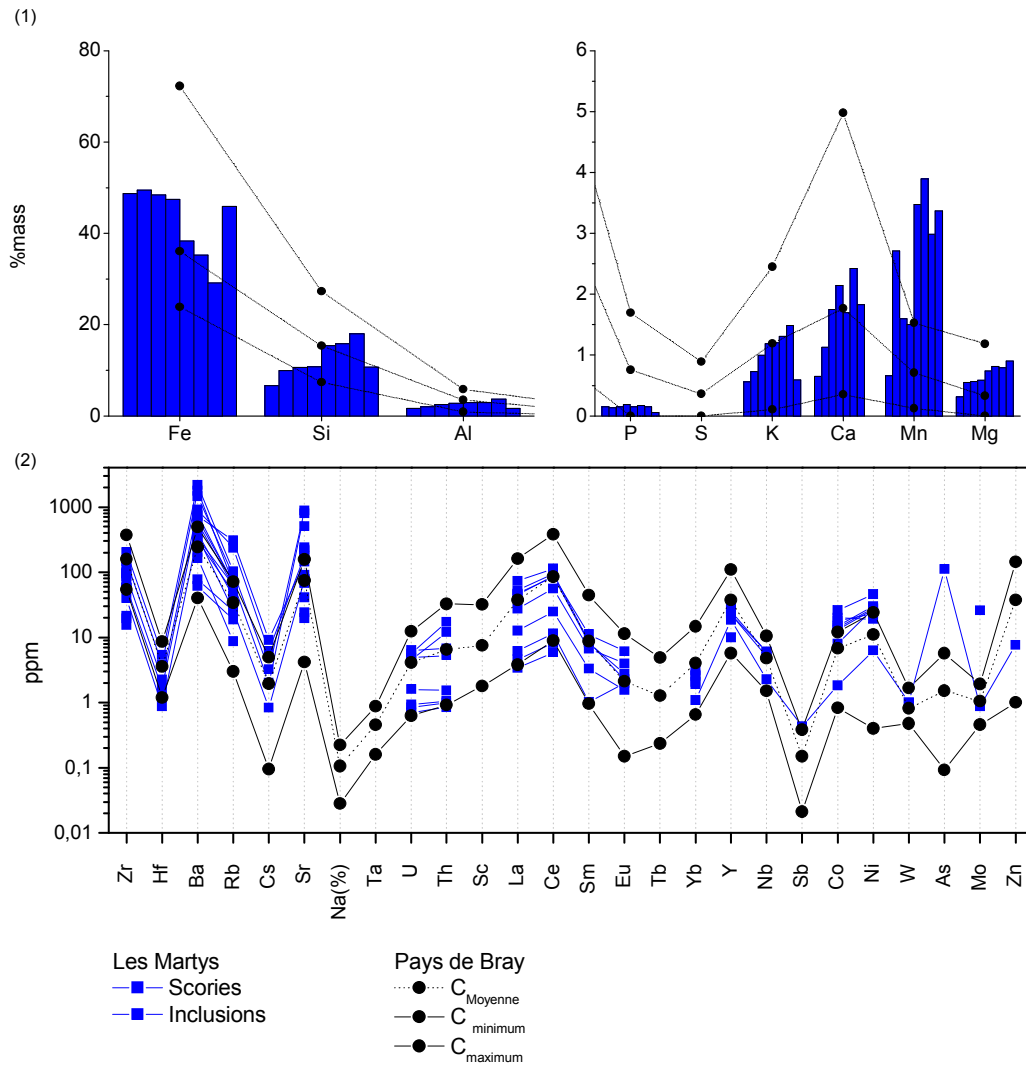 (1)
80
60
40
20
0
%mass
Fe Si Al
6
5
4
3
2
1
0
P S K Ca Mn Mg
(2)
1000
100
10
1
0,1
0,01
ppm
Zr Hf Ba Rb Cs Sr Na(%) Ta U Th Sc La Ce Sm Eu Tb Yb Y Nb Sb Co Ni W As Mo Zn
Les Martys
Scories
Inclusions
Pays de Bray
C Moyenne
C minimum
C maximum